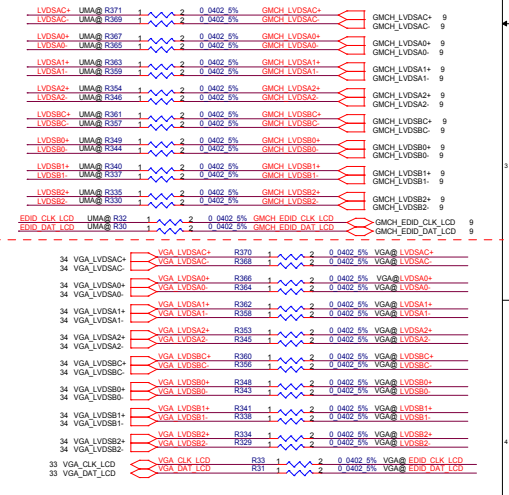 LVDSAC+ UMA@ R371 1 2 0_0402_5% GMCH_LVDSAC+ GMCH_LVDSAC+ 9
LVDSAC- UMA@ R369 1 2 0_0402_5% GMCH_LVDSAC- GMCH_LVDSAC- 9
LVDSA0+ UMA@ R367 1 2 0_0402_5% GMCH_LVDSA0+ GMCH_LVDSA0+ 9
LVDSA0- UMA@ R365 1 2 0_0402_5% GMCH_LVDSA0- GMCH_LVDSA0- 9
LVDSA1+ UMA@ R363 1 2 0_0402_5% GMCH_LVDSA1+ GMCH_LVDSA1+ 9
LVDSA1- UMA@ R359 1 2 0_0402_5% GMCH_LVDSA1- GMCH_LVDSA1- 9
LVDSA2+ UMA@ R354 1 2 0_0402_5% GMCH_LVDSA2+ GMCH_LVDSA2+ 9
LVDSA2- UMA@ R346 1 2 0_0402_5% GMCH_LVDSA2- GMCH_LVDSA2- 9
LVDSBC+ UMA@ R361 1 2 0_0402_5% GMCH_LVDSBC+ GMCH_LVDSBC+ 9
LVDSBC- UMA@ R357 1 2 0_0402_5% GMCH_LVDSBC- GMCH_LVDSBC- 9
LVDSB0+ UMA@ R349 1 2 0_0402_5% GMCH_LVDSB0+ GMCH_LVDSB0+ 9
LVDSB0- UMA@ R344 1 2 0_0402_5% GMCH_LVDSB0- GMCH_LVDSB0- 9
LVDSB1+ UMA@ R340 1 2 0_0402_5% GMCH_LVDSB1+ GMCH_LVDSB1+ 9
LVDSB1- UMA@ R337 1 2 0_0402_5% GMCH_LVDSB1- GMCH_LVDSB1- 9
3
LVDSB2+ UMA@ R335 1 2 0_0402_5% GMCH_LVDSB2+ GMCH_LVDSB2+ 9
LVDSB2- UMA@ R330 1 2 0_0402_5% GMCH_LVDSB2- GMCH_LVDSB2- 9
EDID_CLK_LCD UMA@ R32 1 2 0_0402_5% GMCH_EDID_CLK_LCD GMCH_EDID_CLK_LCD 9
EDID_DAT_LCD UMA@ R30 1 2 0_0402_5% GMCH_EDID_DAT_LCD GMCH_EDID_DAT_LCD 9
34 VGA_LVDSAC+ VGA_LVDSAC+ R370 1 2 0_0402_5% VGA@ LVDSAC+
34 VGA_LVDSAC- VGA_LVDSAC- R368 1 2 0_0402_5% VGA@ LVDSAC-
34 VGA_LVDSA0+ VGA_LVDSA0+ R366 1 2 0_0402_5% VGA@ LVDSA0+
34 VGA_LVDSA0- VGA_LVDSA0- R364 1 2 0_0402_5% VGA@ LVDSA0-
34 VGA_LVDSA1+ VGA_LVDSA1+ R362 1 2 0_0402_5% VGA@ LVDSA1+
34 VGA_LVDSA1- VGA_LVDSA1- R358 1 2 0_0402_5% VGA@ LVDSA1-
34 VGA_LVDSA2+ VGA_LVDSA2+ R353 1 2 0_0402_5% VGA@ LVDSA2+
34 VGA_LVDSA2- VGA_LVDSA2- R345 1 2 0_0402_5% VGA@ LVDSA2-
34 VGA_LVDSBC+ VGA_LVDSBC+ R360 1 2 0_0402_5% VGA@ LVDSBC+
34 VGA_LVDSBC- VGA_LVDSBC- R356 1 2 0_0402_5% VGA@ LVDSBC-
34 VGA_LVDSB0+ VGA_LVDSB0+ R348 1 2 0_0402_5% VGA@ LVDSB0+
34 VGA_LVDSB0- VGA_LVDSB0- R343 1 2 0_0402_5% VGA@ LVDSB0-
34 VGA_LVDSB1+ VGA_LVDSB1+ R341 1 2 0_0402_5% VGA@ LVDSB1+
34 VGA_LVDSB1- VGA_LVDSB1- R338 1 2 0_0402_5% VGA@ LVDSB1-
34 VGA_LVDSB2+ VGA_LVDSB2+ R334 1 2 0_0402_5% VGA@ LVDSB2+
4
34 VGA_LVDSB2- VGA_LVDSB2- R329 1 2 0_0402_5% VGA@ LVDSB2-
33 VGA_CLK_LCD VGA_CLK_LCD R33 1 2 0_0402_5% VGA@ EDID_CLK_LCD
33 VGA_DAT_LCD VGA_DAT_LCD R31 1 2 0_0402_5% VGA@ EDID_DAT_LCD